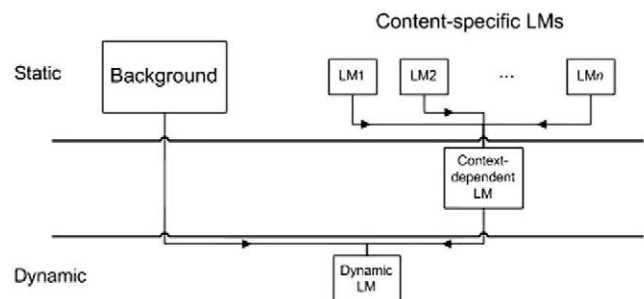 Content-specific LMs
Static
Background
LM1
LM2
...
LMn
Context-
dependent
LM
Dynamic
Dynamic
LM